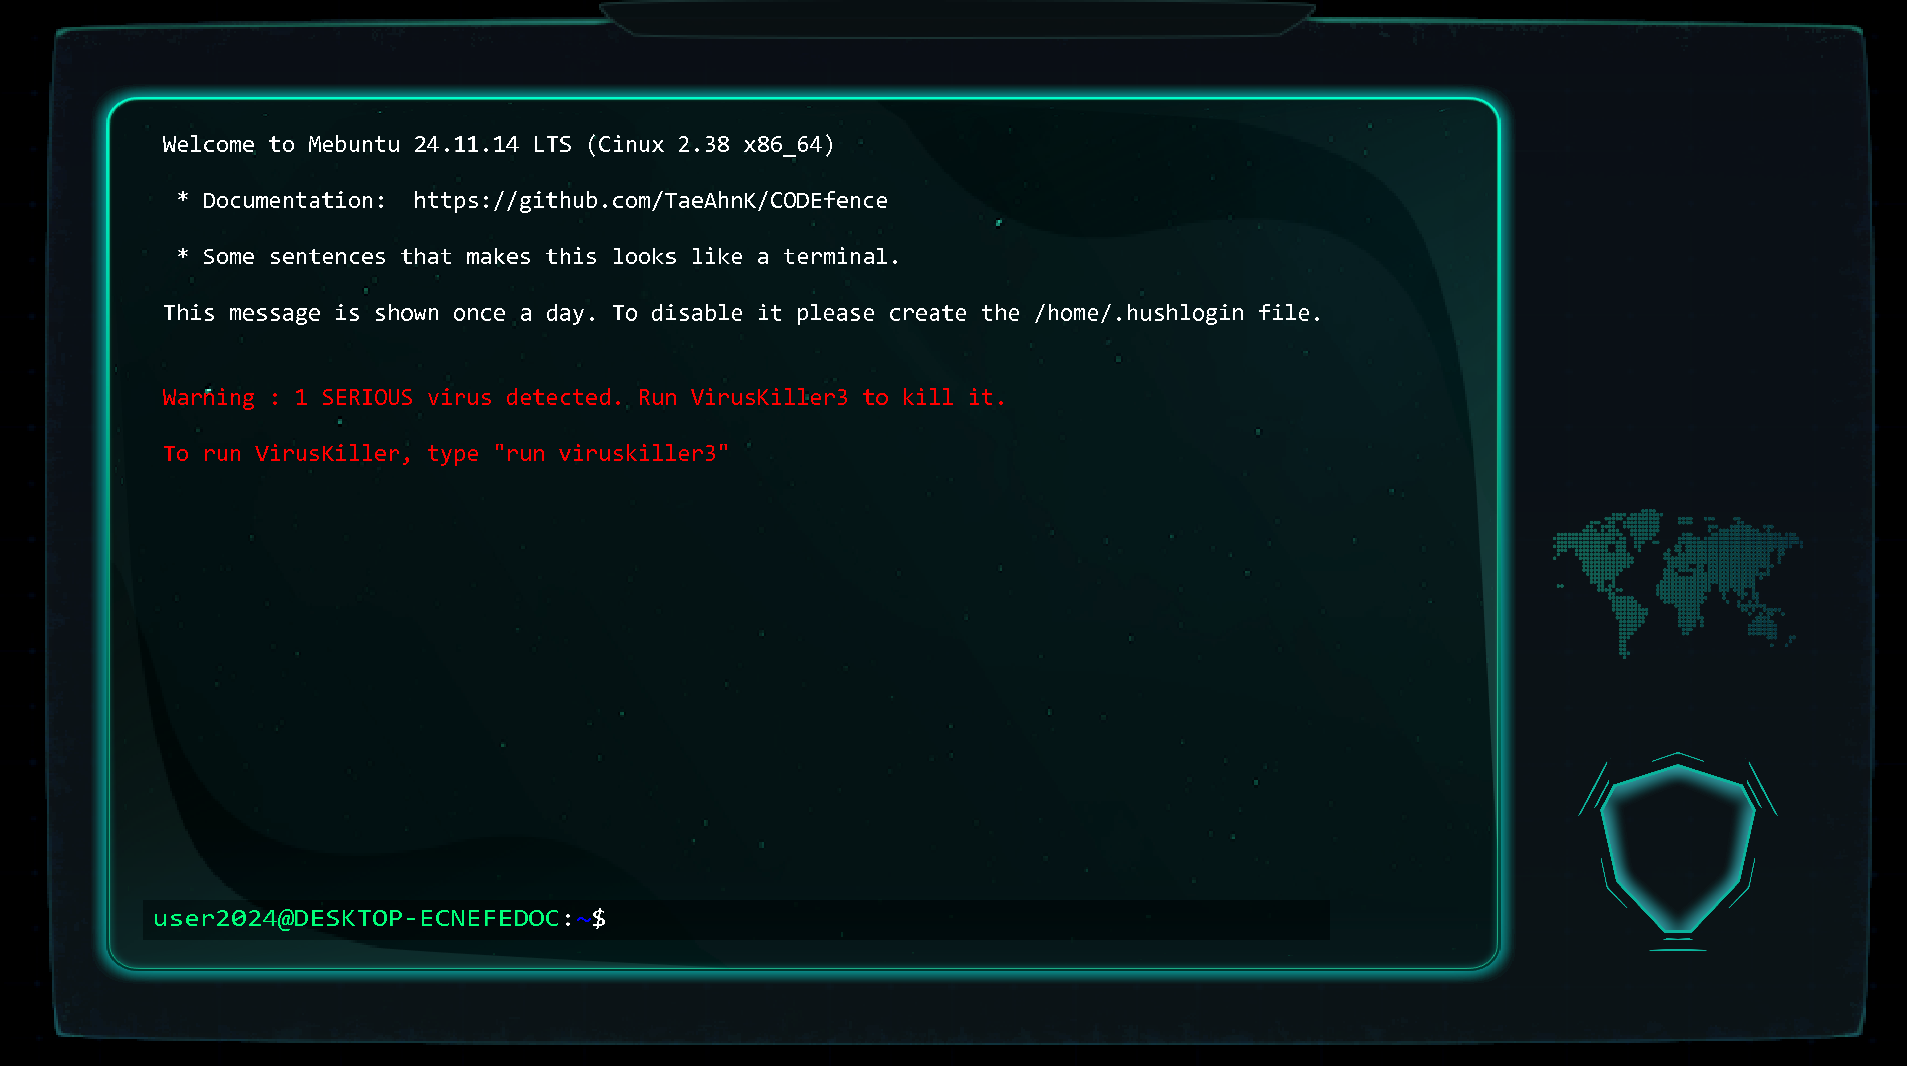 Welcome to Mebuntu 24.11.14 LTS (Cinux 2.38 x86_64)
* Documentation:  https://github.com/TaeAhnK/CODEfence
* Some sentences that makes this looks like a terminal.
This message is shown once a day. To disable it please create the /home/.hushlogin file.
Warning : 1 SERIOUS virus detected. Run VirusKiller3 to kill it.
To run VirusKiller, type "run viruskiller3"
user2024@DESKTOP-ECNEFEDOC:~$